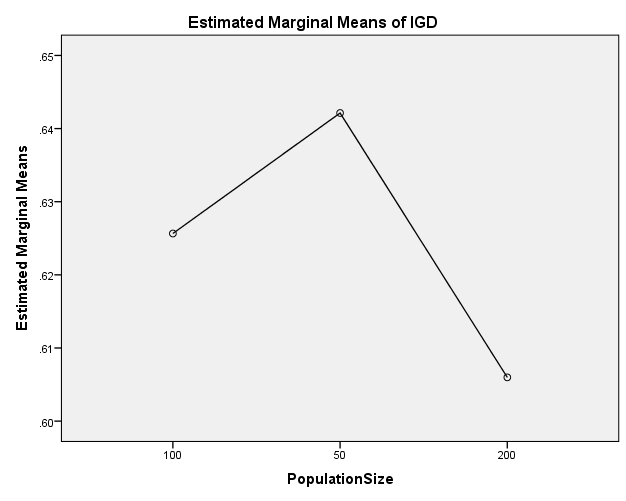 Estimated Marginal Means of IGD
Estimated Marginal Means
.65
.64
.63
.62
.61
.60
100 50 200
PopulationSize